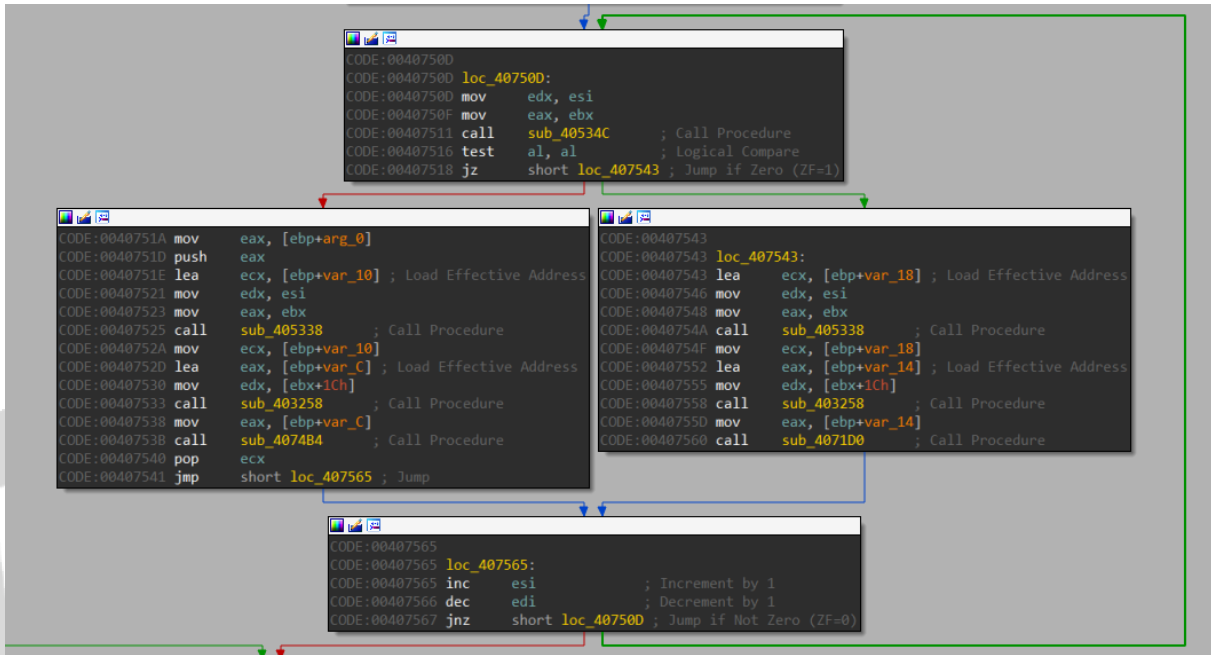 CODE:0040750D
CODE:0040750D loc_40750D:
CODE:0040750D mov edx, esi
CODE:0040750F mov eax, ebx
CODE:00407511 call sub_40534C ; Call Procedure
CODE:00407516 test al, al ; Logical Compare
CODE:00407518 jz short loc_407543 ; Jump if Zero (ZF=1)
CODE:0040751A mov eax, [ebp+arg_0]
CODE:0040751D push eax
CODE:0040751E lea ecx, [ebp+var_10] ; Load Effective Address
CODE:00407521 mov edx, esi
CODE:00407523 mov eax, ebx
CODE:00407525 call sub_405338 ; Call Procedure
CODE:0040752A mov ecx, [ebp+var_10]
CODE:0040752D lea eax, [ebp+var_C] ; Load Effective Address
CODE:00407530 mov edx, [ebx+1Ch]
CODE:00407533 call sub_403258 ; Call Procedure
CODE:00407538 mov eax, [ebp+var_C]
CODE:0040753B call sub_4074B4 ; Call Procedure
CODE:00407540 pop ecx
CODE:00407541 jmp short loc_407565 ; Jump
CODE:00407543
CODE:00407543 loc_407543:
CODE:00407543 lea ecx, [ebp+var_18] ; Load Effective Address
CODE:00407546 mov edx, esi
CODE:00407548 mov eax, ebx
CODE:0040754A call sub_405338 ; Call Procedure
CODE:0040754F mov ecx, [ebp+var_18]
CODE:00407552 lea eax, [ebp+var_14] ; Load Effective Address
CODE:00407555 mov edx, [ebx+1Ch]
CODE:00407558 call sub_403258 ; Call Procedure
CODE:0040755D mov eax, [ebp+var_14]
CODE:00407560 call sub_4071D0 ; Call Procedure
CODE:00407565
CODE:00407565 loc_407565:
CODE:00407565 inc esi ; Increment by 1
CODE:00407566 dec edi ; Decrement by 1
CODE:00407567 jnz short loc_40750D ; Jump if Not Zero (ZF=0)